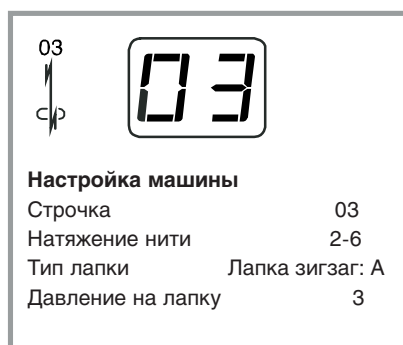 03
03
Настройка машины
Строчка 03
Натяжение нити 2-6
Тип лапки Лапка зигзаг: А
Давление на лапку 3